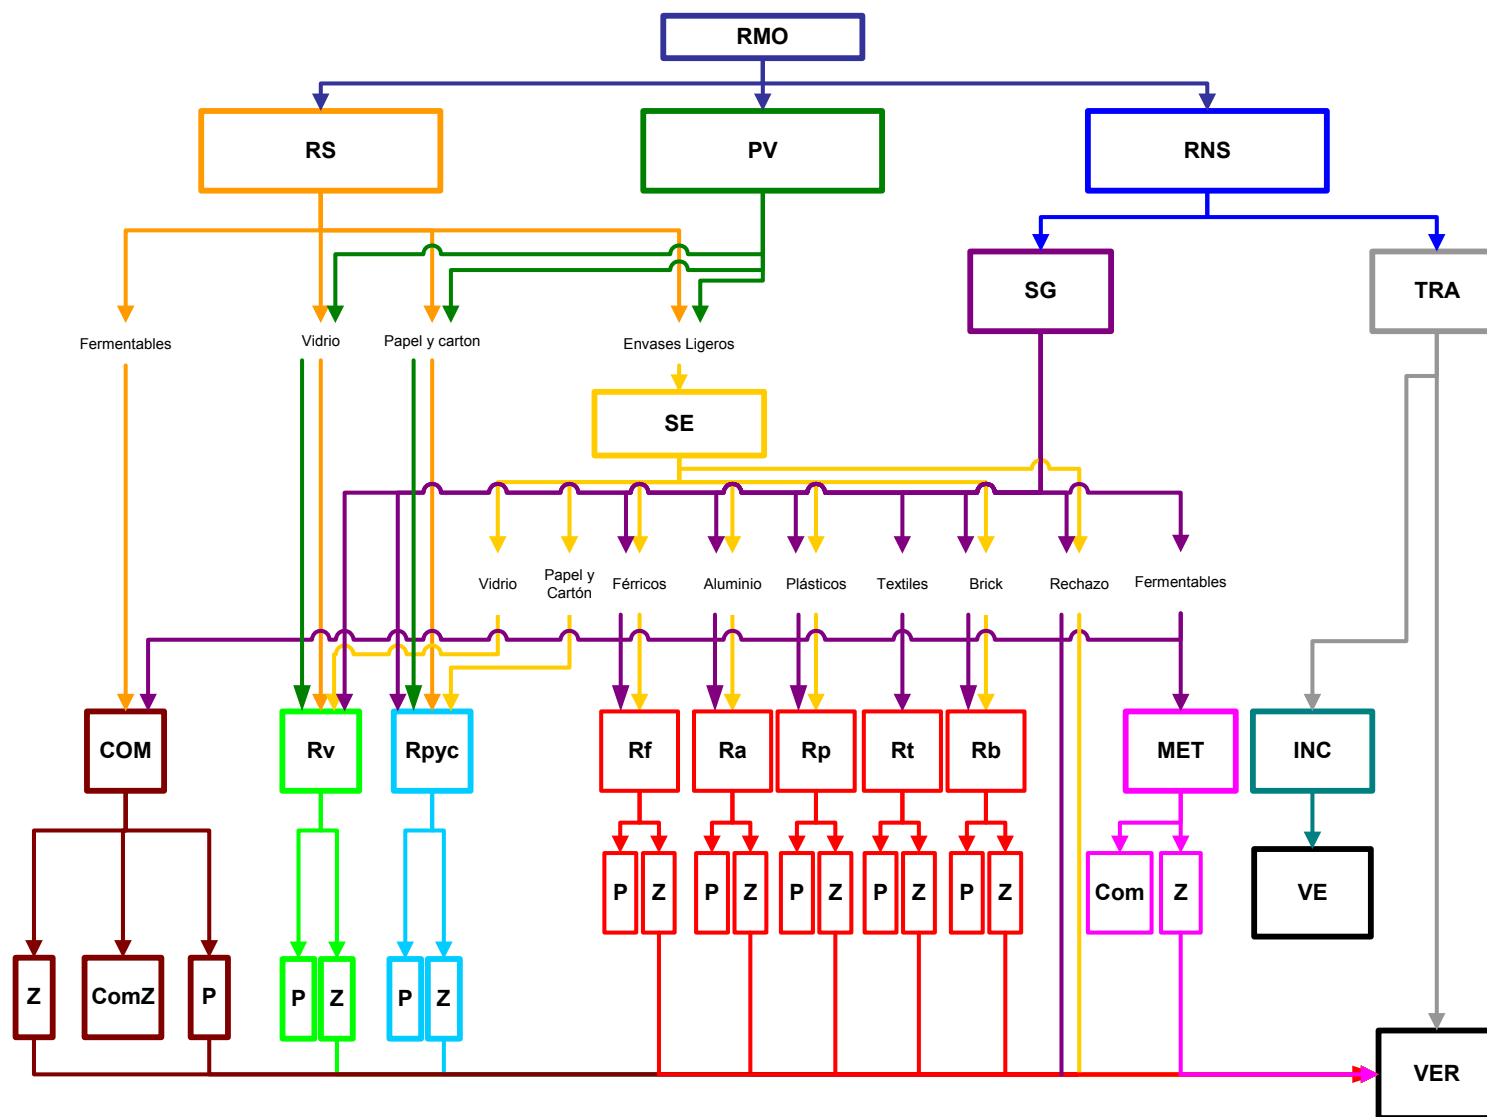 RMO
RS
PV
RNS
SG
TRA
Fermentables
Vidrio
Papel y carton
Envases Ligeros
SE
Vidrio
Papel y
Cartón
Férricos
Aluminio
Plásticos
Textiles
Brick
Rechazo
Fermentables
COM
Rv
Rpyc
Rf
Ra
Rp
Rt
Rb
MET
INC
P
Z
P
Z
P
Z
P
Z
P
Z
Com
Z
VE
Z
ComZ
P
P
Z
P
Z
VER